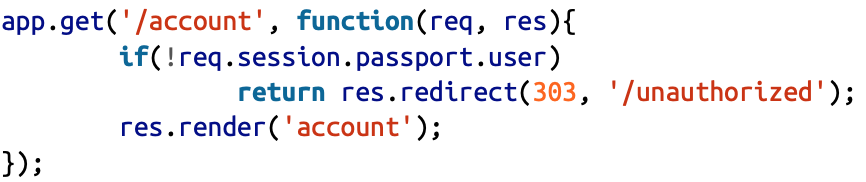 app.get('/account', function(req, res){
        if(!req.session.passport.user)
                return res.redirect(303, '/unauthorized');
        res.render('account');
});